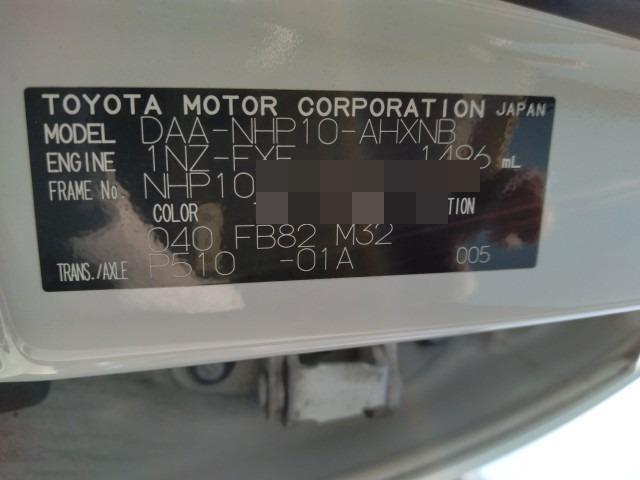 TOYOTA MOTOR CORPORATION JAPAN
MODEL DAA-NHP10-AHXNB
ENGINE 1NZ-FXE 1496 mL
FRAME No. NHP10
COLOR TION
040 FB82 M32
TRANS./AXLE P510 -01A 005